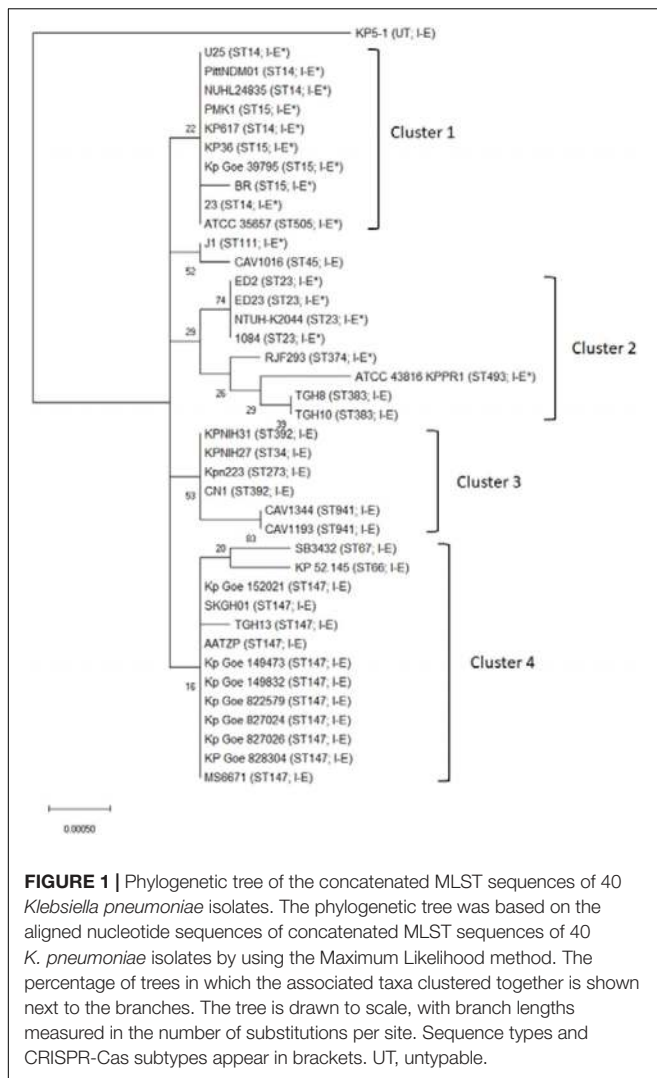 KP5-1 (UT; I-E)
U25 (ST14; I-E*)
PittNDM01 (ST14; I-E*)
NUHL24835 (ST14; I-E*)
PMK1 (ST15; I-E*)
22
KP617 (ST14; I-E*)
Cluster 1
KP36 (ST15; I-E*)
Kp Goe 39795 (ST15; I-E*)
BR (ST15; I-E*)
23 (ST14; I-E*)
ATCC 35657 (ST505; I-E*)
J1 (ST111; I-E*)
52
CAV1016 (ST45; I-E)
ED2 (ST23; I-E*)
74
ED23 (ST23; I-E*)
NTUH-K2044 (ST23; I-E*)
29
1084 (ST23; I-E*)
Cluster 2
RJF293 (ST374; I-E*)
26
ATCC 43816 KPPR1 (ST493; I-E*)
29
TGH8 (ST383; I-E)
39
TGH10 (ST383; I-E)
KPNIH31 (ST392; I-E)
KPNIH27 (ST34; I-E)
Kpn223 (ST273; I-E)
Cluster 3
53
CN1 (ST392; I-E)
CAV1344 (ST941; I-E)
83
CAV1193 (ST941; I-E)
20
SB3432 (ST67; I-E)
KP 52.145 (ST66; I-E)
Kp Goe 152021 (ST147; I-E)
SKGH01 (ST147; I-E)
TGH13 (ST147; I-E)
Cluster 4
AATZP (ST147; I-E)
Kp Goe 149473 (ST147; I-E)
16
Kp Goe 149832 (ST147; I-E)
Kp Goe 822579 (ST147; I-E)
Kp Goe 827024 (ST147; I-E)
Kp Goe 827026 (ST147; I-E)
KP Goe 828304 (ST147; I-E)
MS6671 (ST147; I-E)
0.00050
FIGURE 1 | Phylogenetic tree of the concatenated MLST sequences of 40
Klebsiella pneumoniae isolates. The phylogenetic tree was based on the
aligned nucleotide sequences of concatenated MLST sequences of 40
K. pneumoniae isolates by using the Maximum Likelihood method. The
percentage of trees in which the associated taxa clustered together is shown
next to the branches. The tree is drawn to scale, with branch lengths
measured in the number of substitutions per site. Sequence types and
CRISPR-Cas subtypes appear in brackets. UT, untypable.